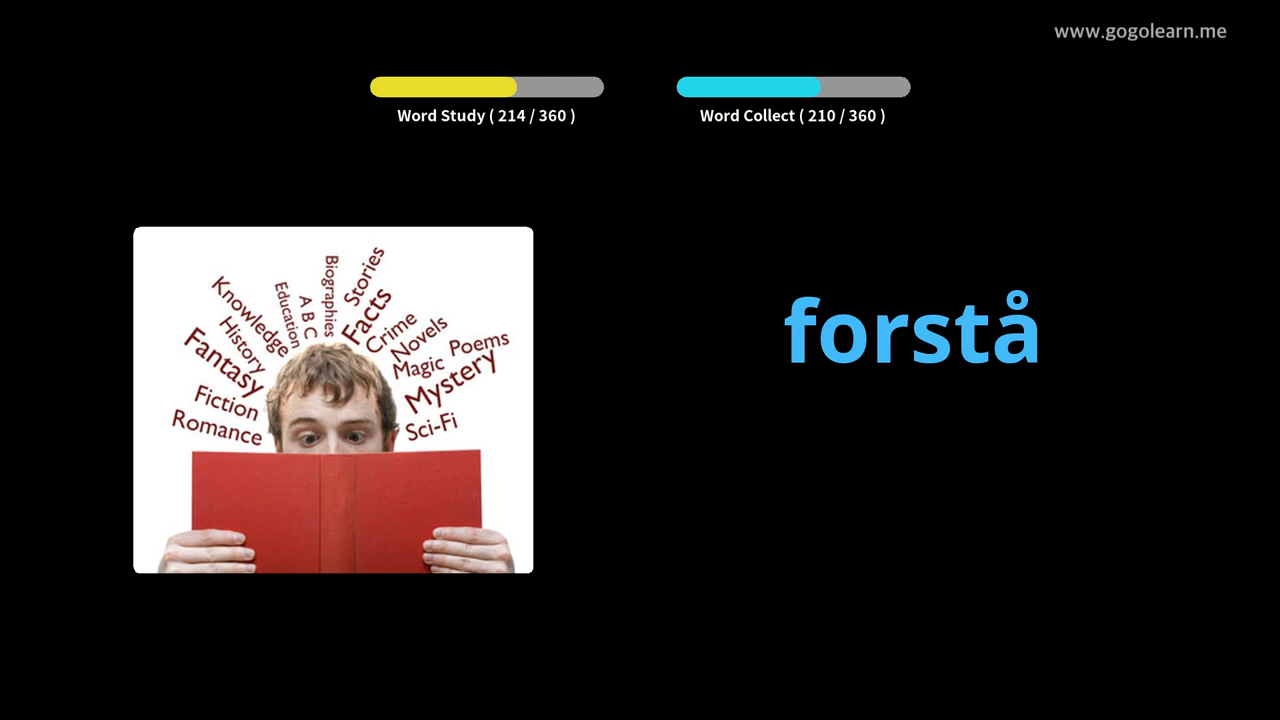 www.gogolearn.me
Word Study ( 214 / 360 )
Word Collect ( 210 / 360 )
forstå
Biographies
Stories
Education
A B C
Facts
Knowledge
Crime
History
Novels
Poems
Fantasy
Magic
Mystery
Fiction
Romance
Sci-Fi